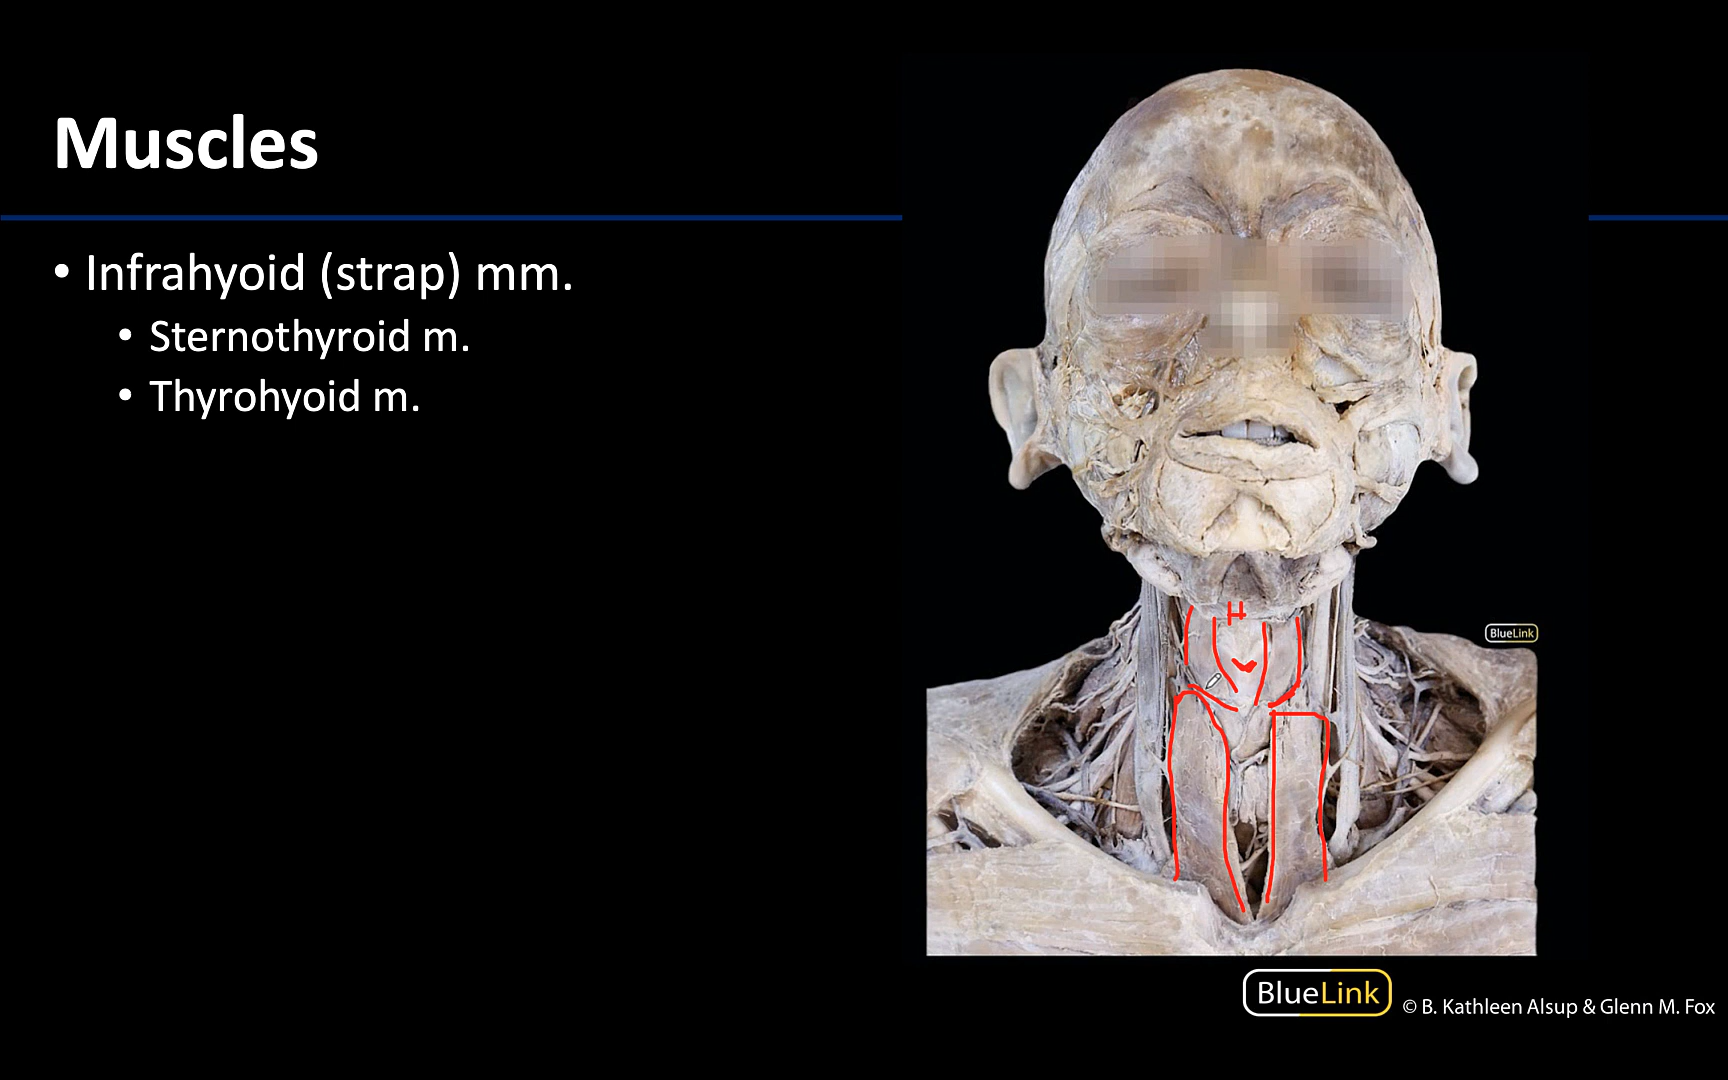 Muscles
• Infrahyoid (strap) mm.
• Sternothyroid m.
• Thyrohyoid m.
H
BlueLink
BlueLink
© B. Kathleen Alsup & Glenn M. Fox